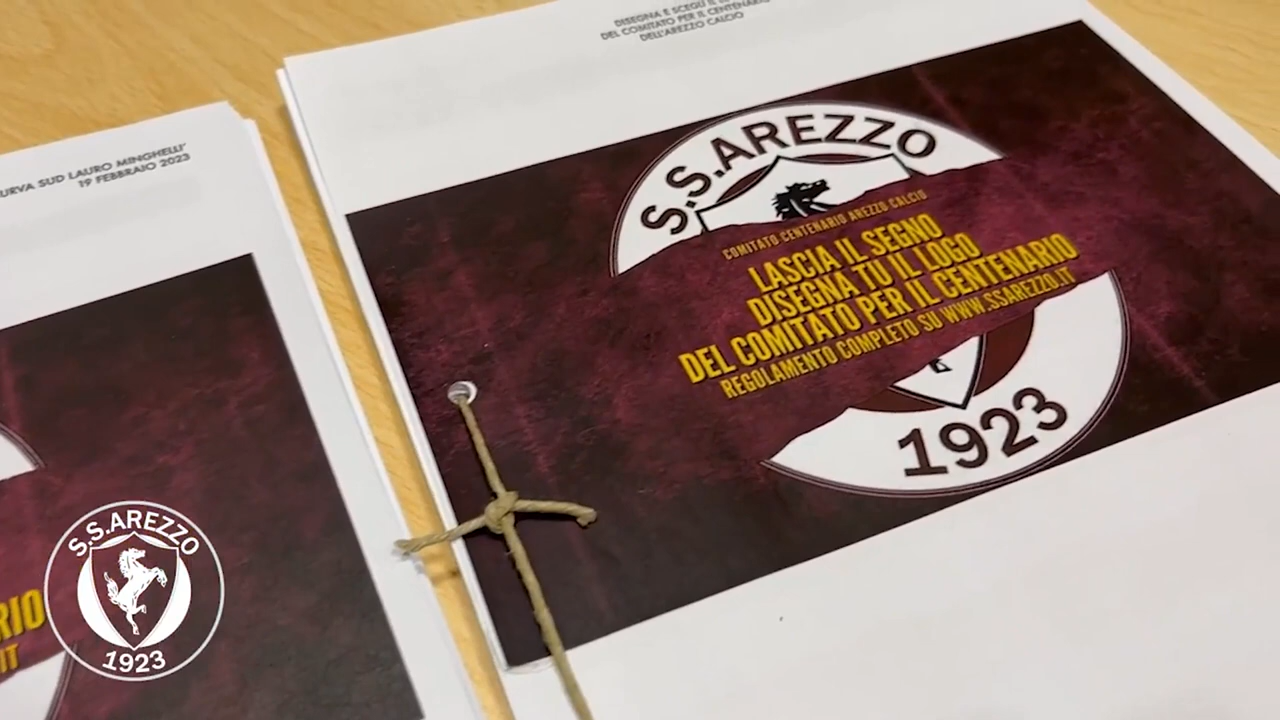 URVA SUD LAURO MINGHELLI'
19 FEBBRAIO 2023
RIO
IT
DISEGNA E SCEGLI IL
DEL COMITATO PER IL CENTENARIO
DELL'AREZZO CALCIO
S.S.AREZZO
COMITATO CENTENARIO AREZZO CALCIO
LASCIA IL SEGNO
DISEGNA TU IL LOGO
DEL COMITATO PER IL CENTENARIO
REGOLAMENTO COMPLETO SU WWW.SSAREZZO.IT
1923
S.S.AREZZO
1923